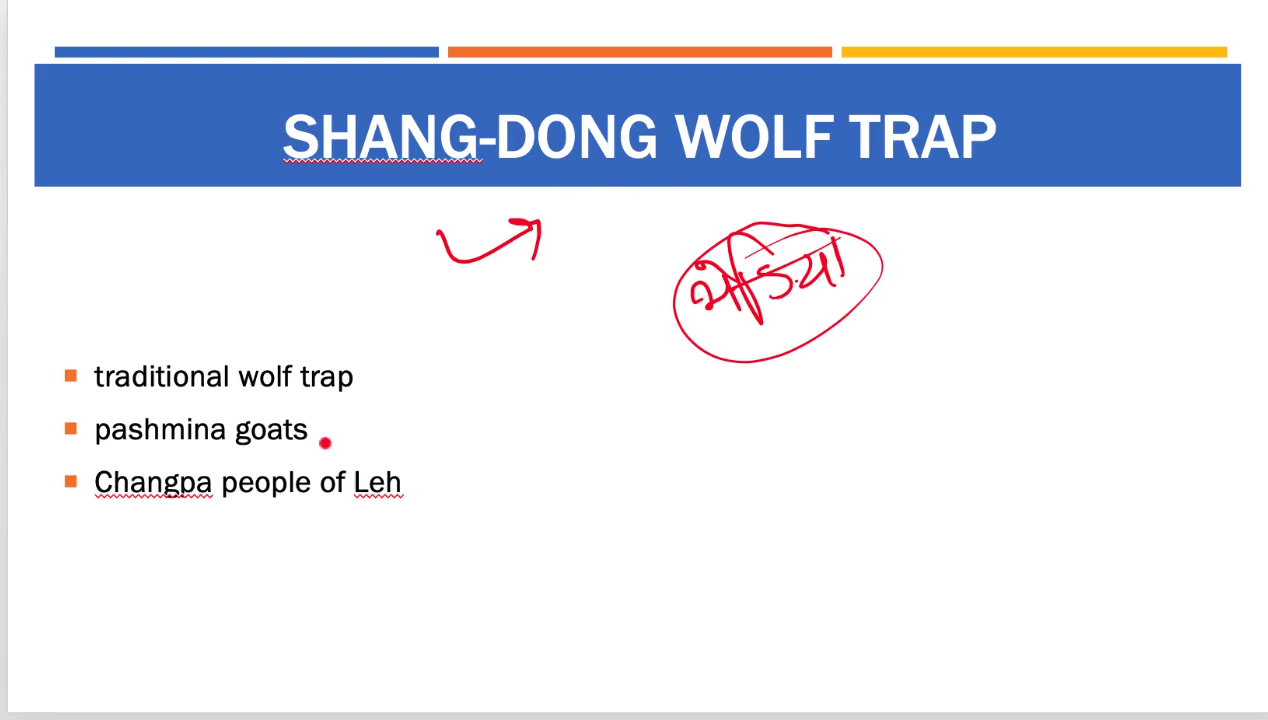 SHANG-DONG WOLF TRAP
भेड़िया
traditional wolf trap
pashmina goats
Changpa people of Leh